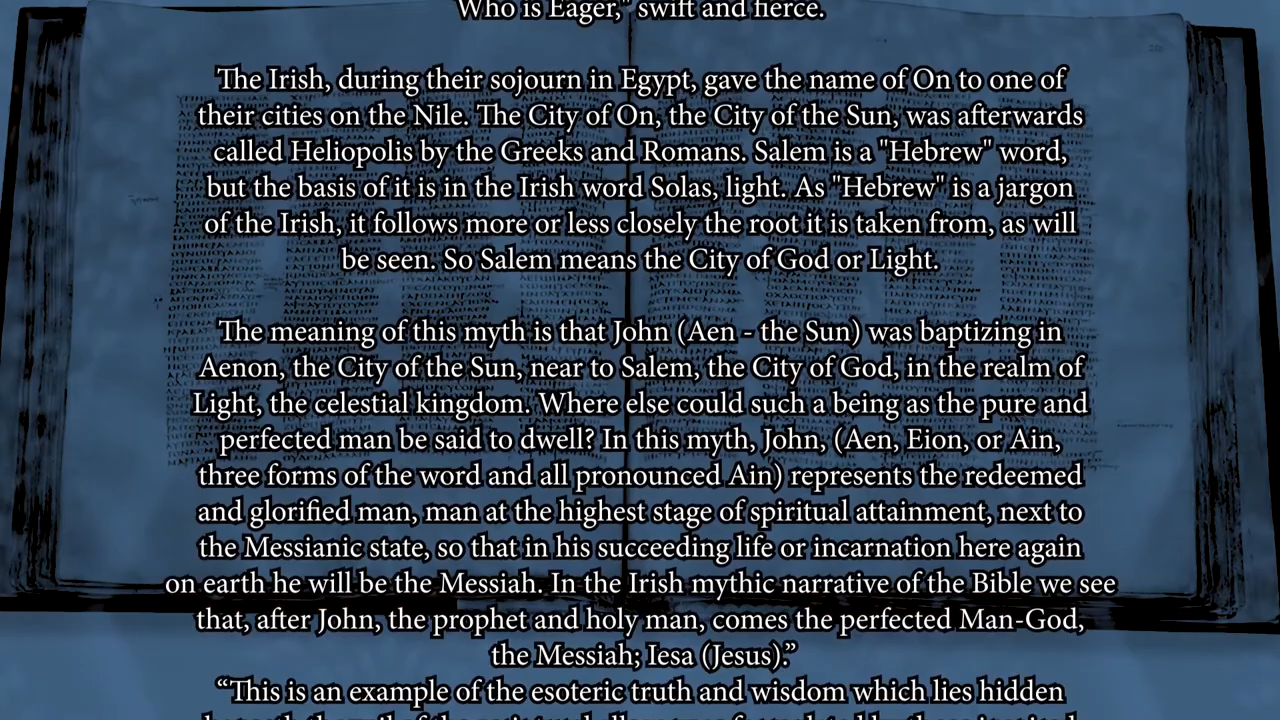 Who is Eager," swift and fierce.
The Irish, during their sojourn in Egypt, gave the name of On to one of
their cities on the Nile. The City of On, the City of the Sun, was afterwards
called Heliopolis by the Greeks and Romans. Salem is a "Hebrew" word,
but the basis of it is in the Irish word Solas, light. As "Hebrew" is a jargon
of the Irish, it follows more or less closely the root it is taken from, as will
be seen. So Salem means the City of God or Light.
The meaning of this myth is that John (Aen - the Sun) was baptizing in
Aenon, the City of the Sun, near to Salem, the City of God, in the realm of
Light, the celestial kingdom. Where else could such a being as the pure and
perfected man be said to dwell? In this myth, John, (Aen, Eion, or Ain,
three forms of the word and all pronounced Ain) represents the redeemed
and glorified man, man at the highest stage of spiritual attainment, next to
the Messianic state, so that in his succeeding life or incarnation here again
on earth he will be the Messiah. In the Irish mythic narrative of the Bible we see
that, after John, the prophet and holy man, comes the perfected Man-God,
the Messiah; Iesa (Jesus).”
“This is an example of the esoteric truth and wisdom which lies hidden